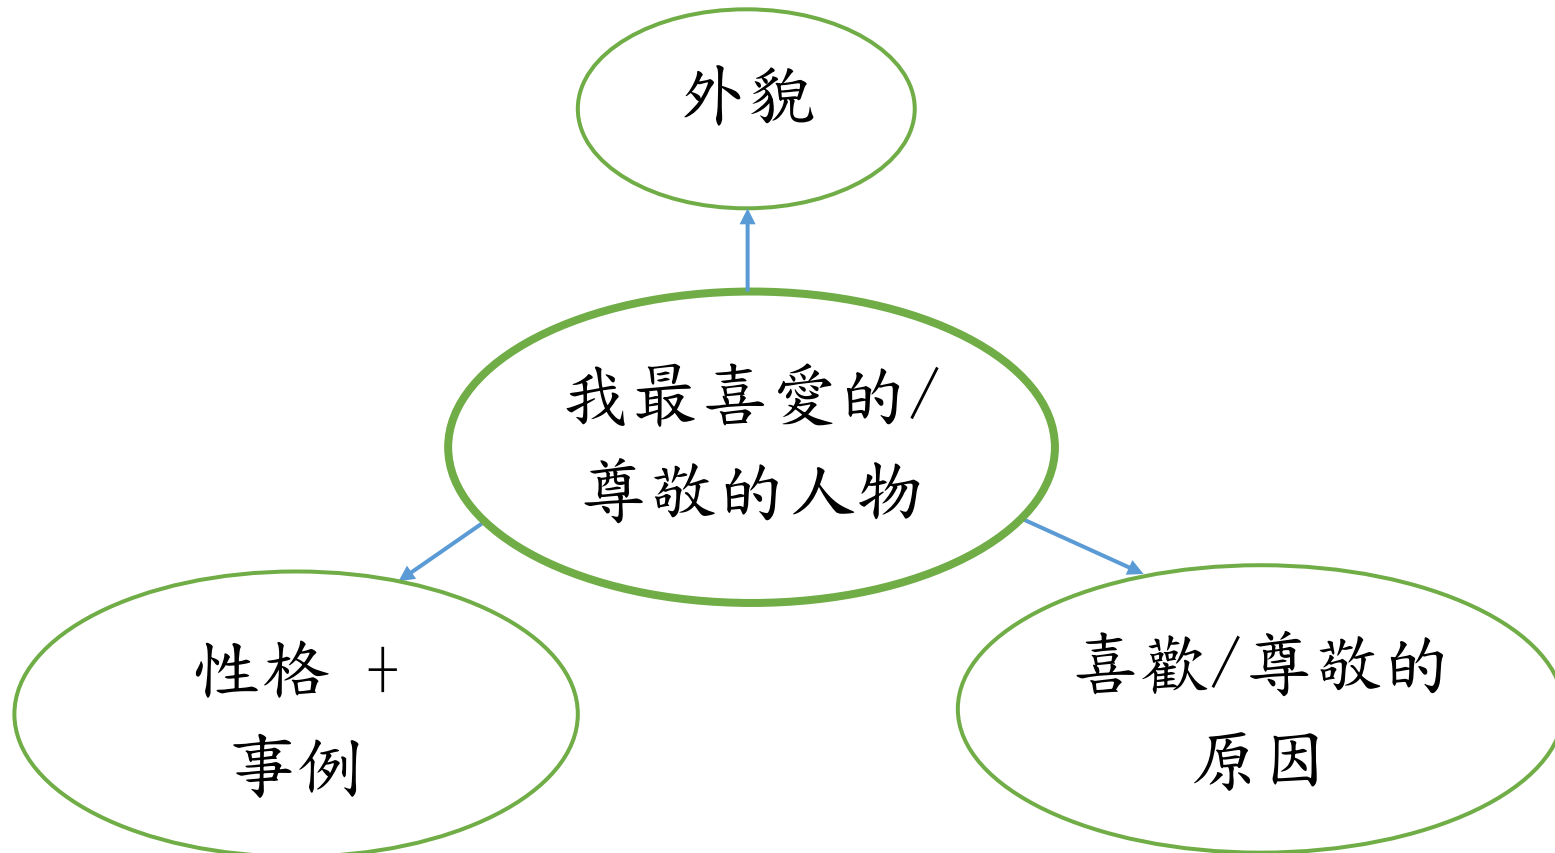 外貌
我最喜愛的/
尊敬的人物
性格 +
事例
喜歡/尊敬的
原因